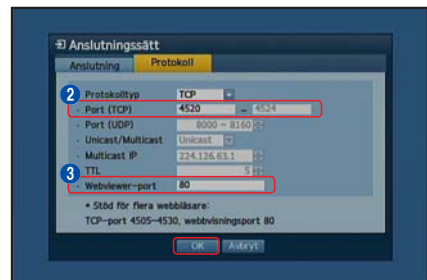 Anslutningssätt
Anslutning Protokoll
2 Protokolltyp TCP
Port (TCP) 4520 ~ 4524
Port (UDP) 8000 ~ 8160
Unicast/Multicast Unicast
Multicast IP 224.126.63.1
TTL 5
3 Webviewer-port 80
• Stöd för flera webbläsare:
TCP-port 4505-4530, webbvisningsport 80
OK Avbryt